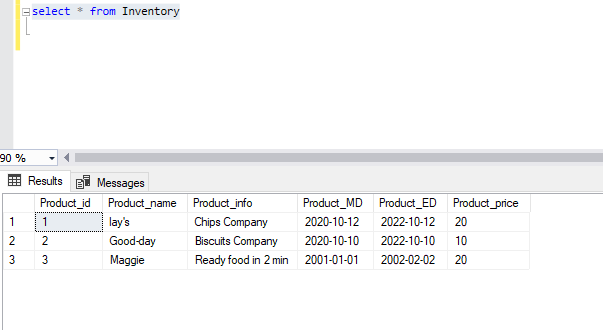 select * from Inventory
90 %
Results Messages
Product_id Product_name Product_info Product_MD Product_ED Product_price
1 1 lay's Chips Company 2020-10-12 2022-10-12 20
2 2 Good-day Biscuits Company 2020-10-10 2022-10-10 10
3 3 Maggie Ready food in 2 min 2001-01-01 2002-02-02 20